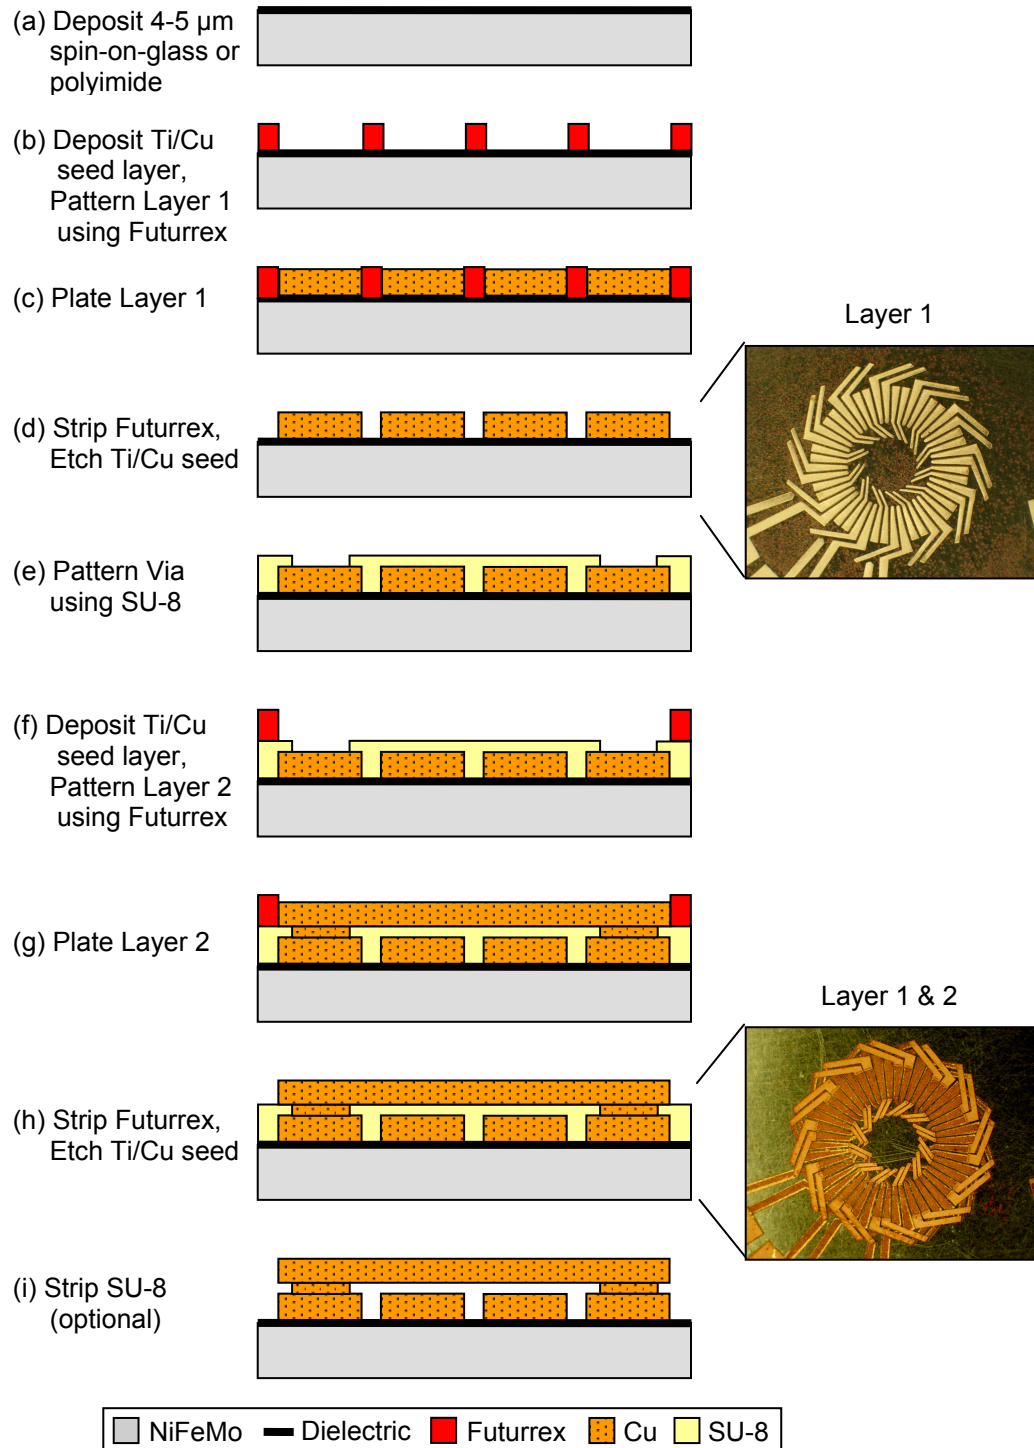 (a) Deposit 4-5 µm
spin-on-glass or
polyimide
(b) Deposit Ti/Cu
seed layer,
Pattern Layer 1
using Futurrex
(c) Plate Layer 1
Layer 1
(d) Strip Futurrex,
Etch Ti/Cu seed
(e) Pattern Via
using SU-8
(f) Deposit Ti/Cu
seed layer,
Pattern Layer 2
using Futurrex
(g) Plate Layer 2
Layer 1 & 2
(h) Strip Futurrex,
Etch Ti/Cu seed
(i) Strip SU-8
(optional)
NiFeMo Dielectric Futurrex Cu SU-8